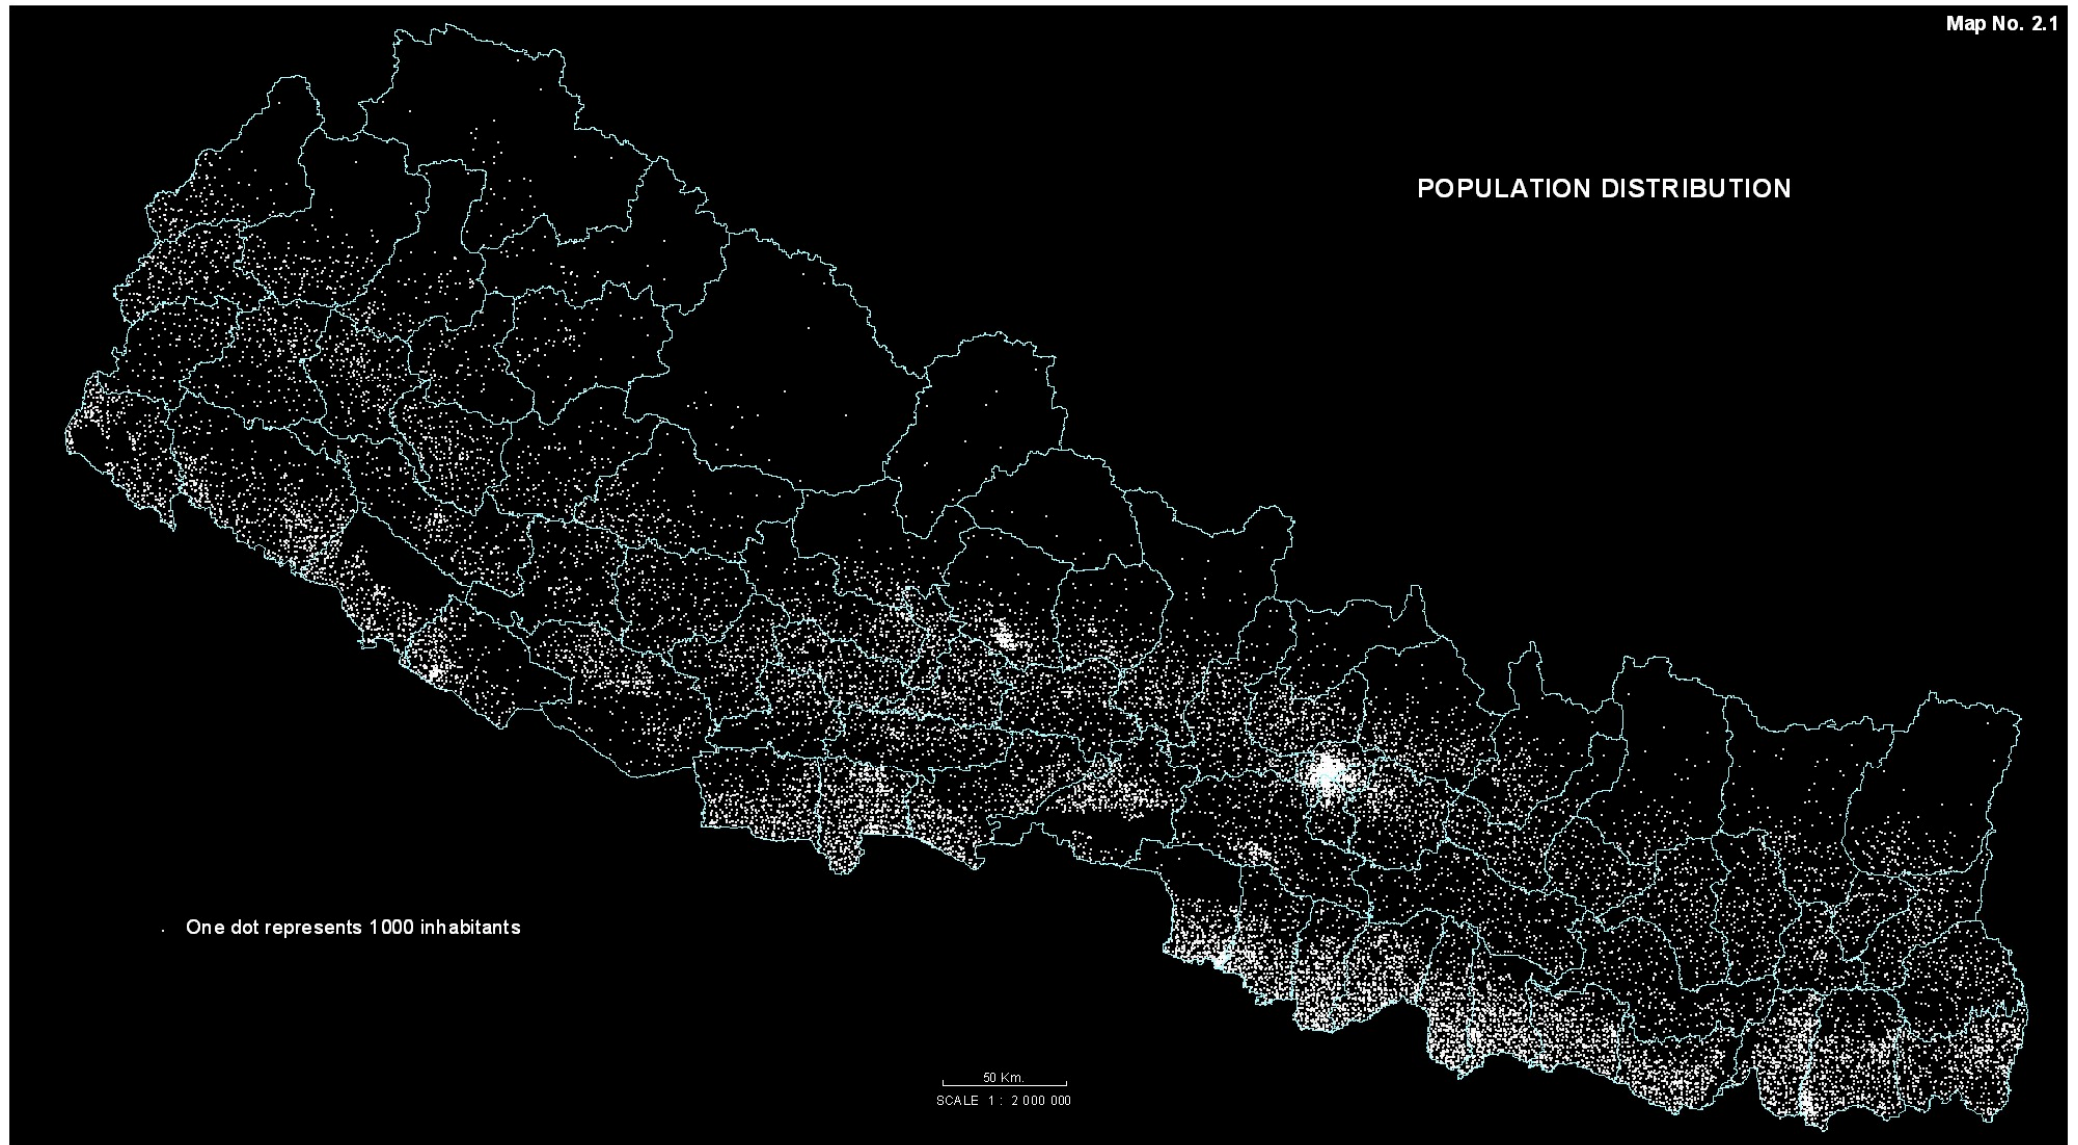 Map No. 2.1
POPULATION DISTRIBUTION
One dot represents 1000 inhabitants
50 Km.
SCALE 1 : 2 000 000